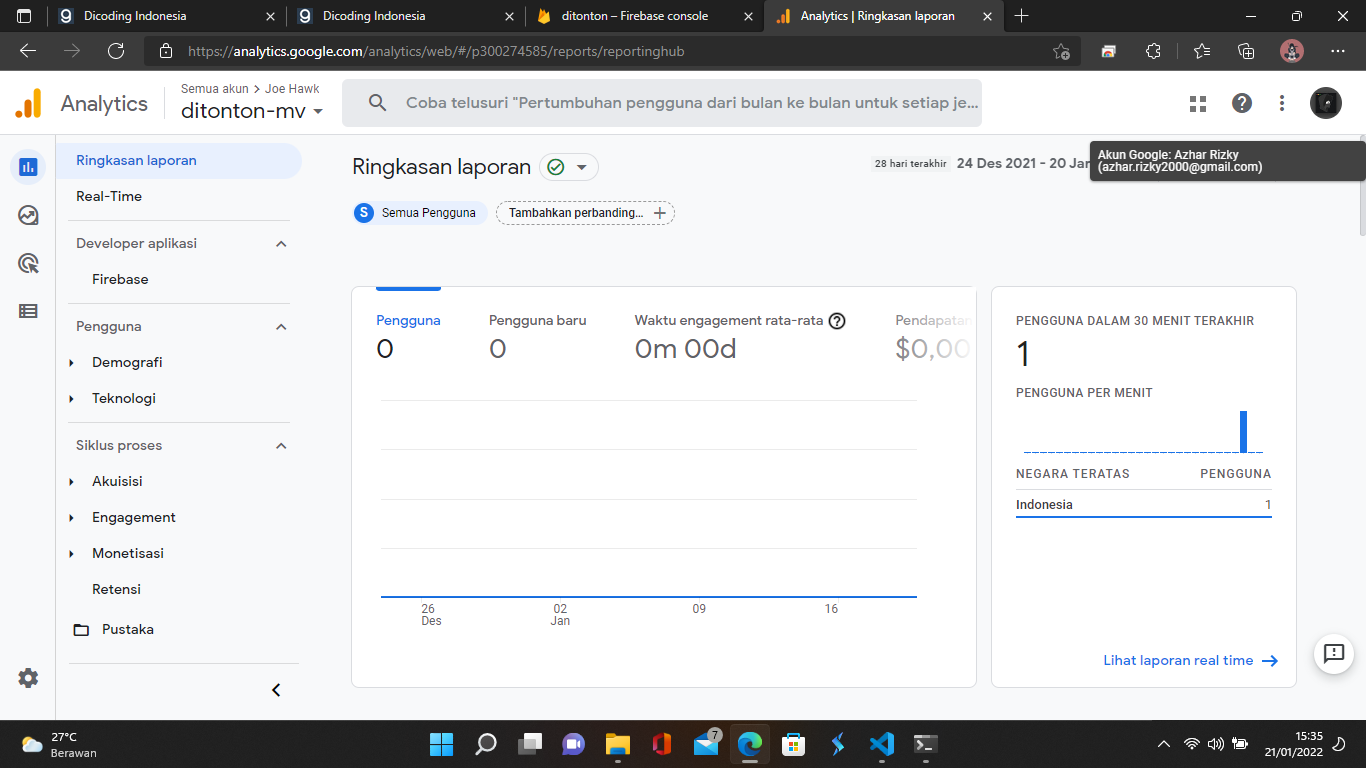 Dicoding Indonesia
Dicoding Indonesia
ditonton – Firebase console
Analytics | Ringkasan laporan
https://analytics.google.com/analytics/web/#/p300274585/reports/reportinghub
Analytics
Semua akun > Joe Hawk
ditonton-mv
Coba telusuri "Pertumbuhan pengguna dari bulan ke bulan untuk setiap je...
Akun Google: Azhar Rizky
(azhar.rizky2000@gmail.com)
Ringkasan laporan
Real-Time
Developer aplikasi
Firebase
Pengguna
Demografi
Teknologi
Siklus proses
Akuisisi
Engagement
Monetisasi
Retensi
Pustaka
Ringkasan laporan
28 hari terakhir
24 Des 2021 - 20 Jan
S Semua Pengguna
Tambahkan perbanding... +
Pengguna
0
Pengguna baru
0
Waktu engagement rata-rata
0m 00d
Pendapatan
$0,00
26
Des
02
Jan
09
16
PENGGUNA DALAM 30 MENIT TERAKHIR
1
PENGGUNA PER MENIT
NEGARA TERATAS PENGGUNA
Indonesia 1
Lihat laporan real time
27°C
Berawan
7
15:35
21/01/2022